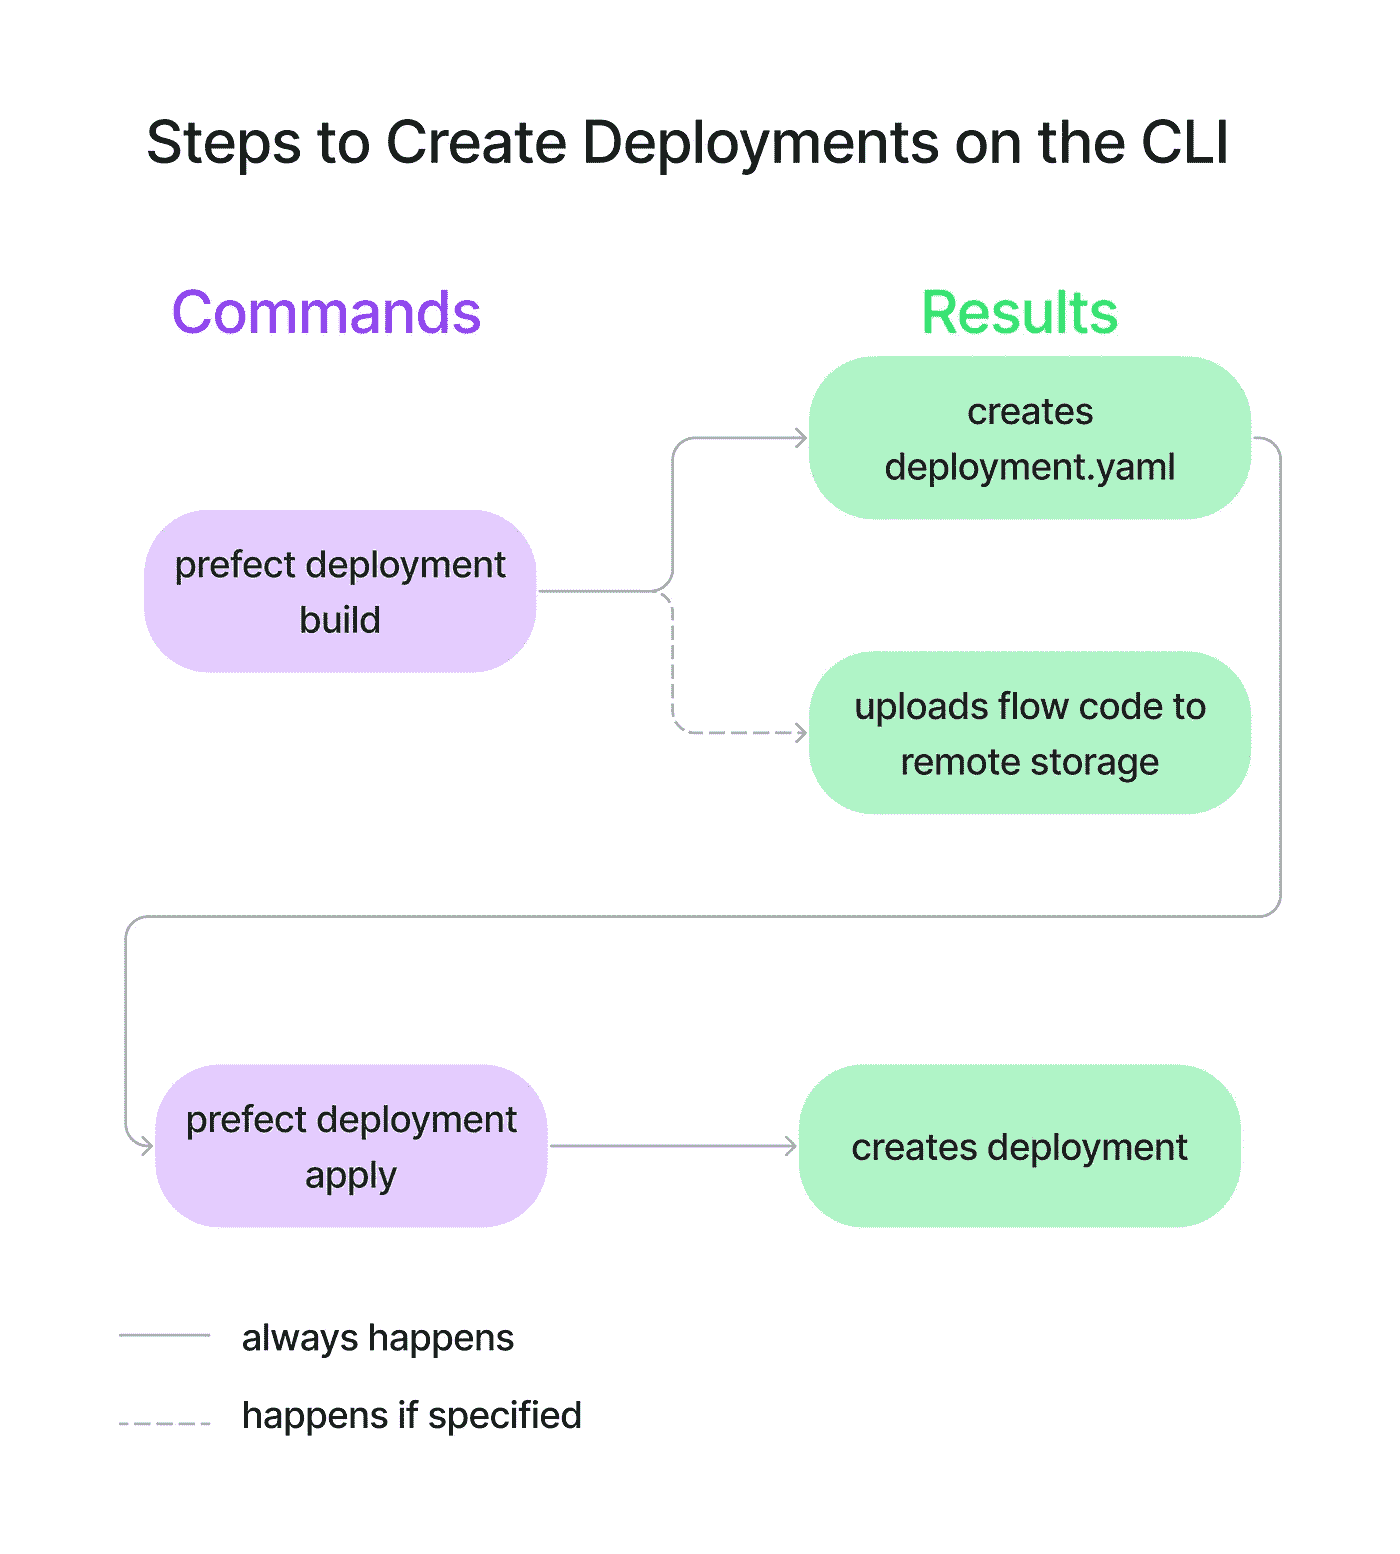 Steps to Create Deployments on the CLI
Commands
Results
creates
deployment.yaml
prefect deployment
build
uploads flow code to
remote storage
prefect deployment
apply
creates deployment
always happens
happens if specified